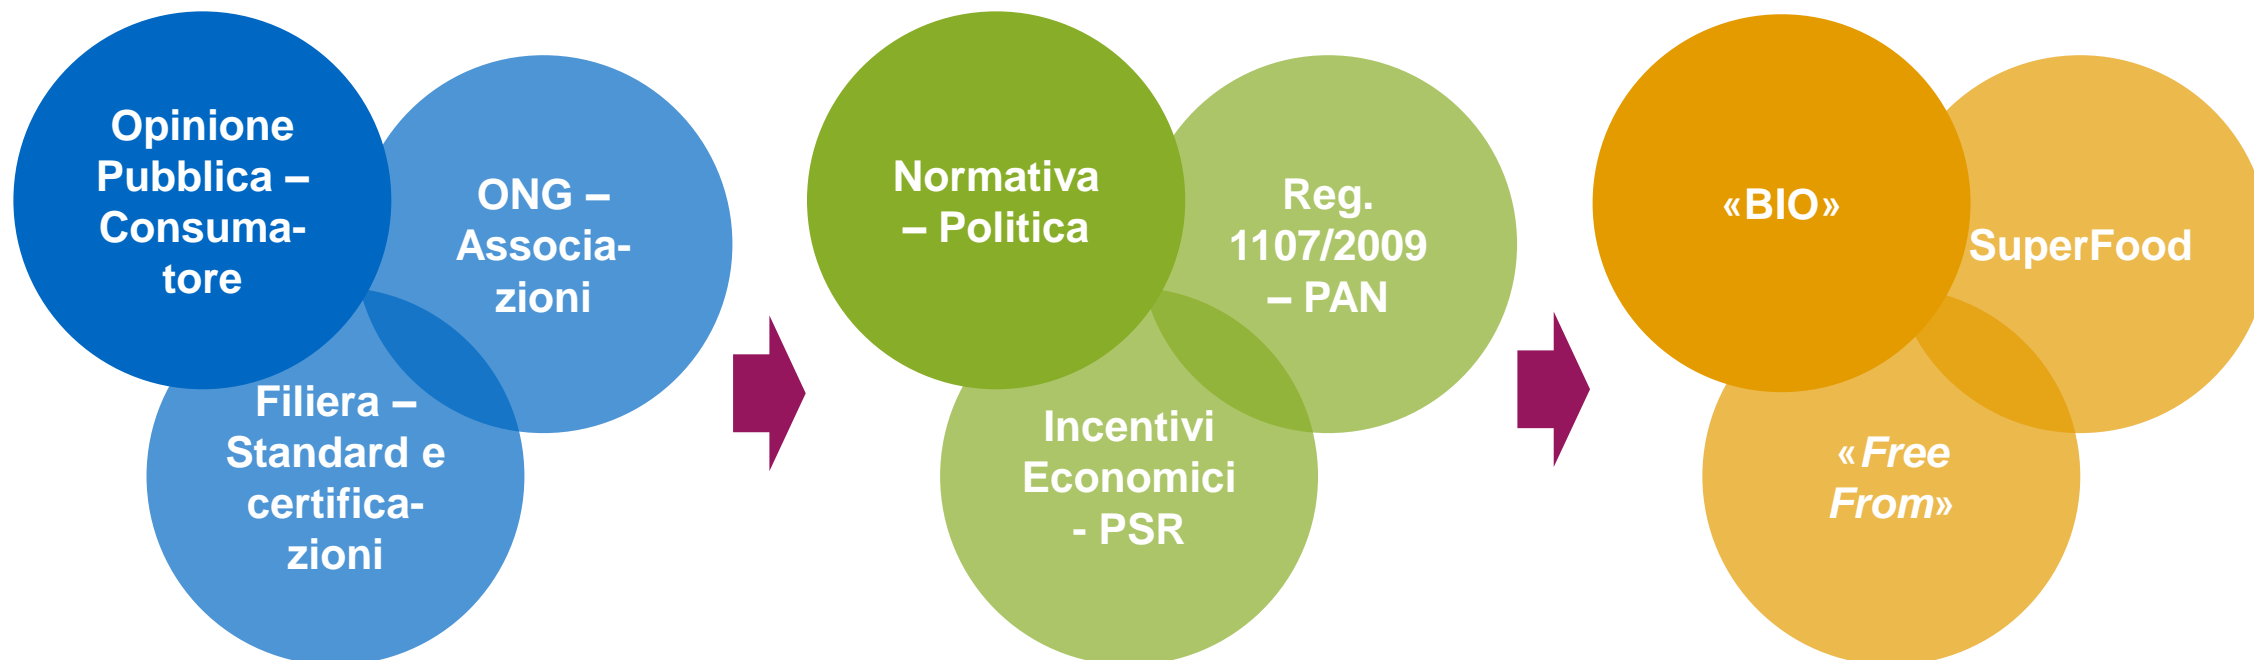 Opinione
Pubblica –
Consuma-
tore
ONG –
Associa-
zioni
Filiera –
Standard e
certifica-
zioni
Normativa
– Politica
Reg.
1107/2009
– PAN
Incentivi
Economici
- PSR
«BIO»
SuperFood
«Free
From»